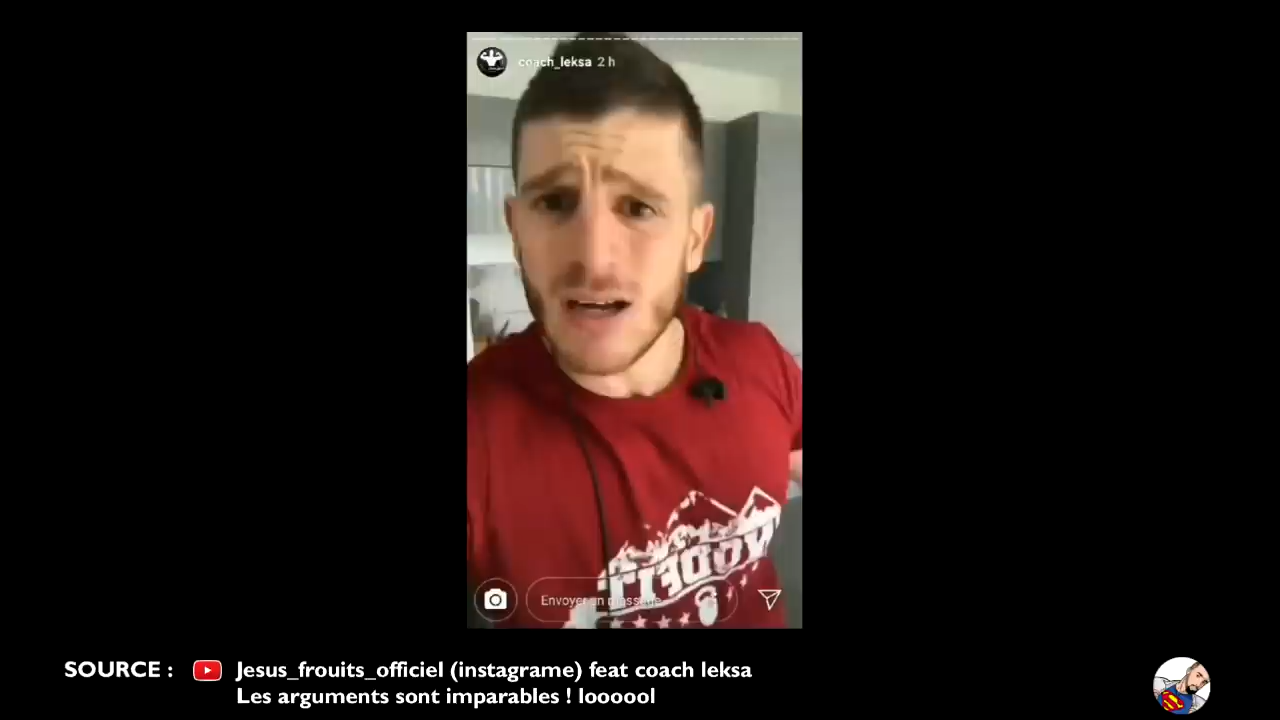 coach_leksa 2 h
Envoyer un message
SOURCE :
Jesus_frouits_officiel (instagrame) feat coach leksa
Les arguments sont imparables ! loooool